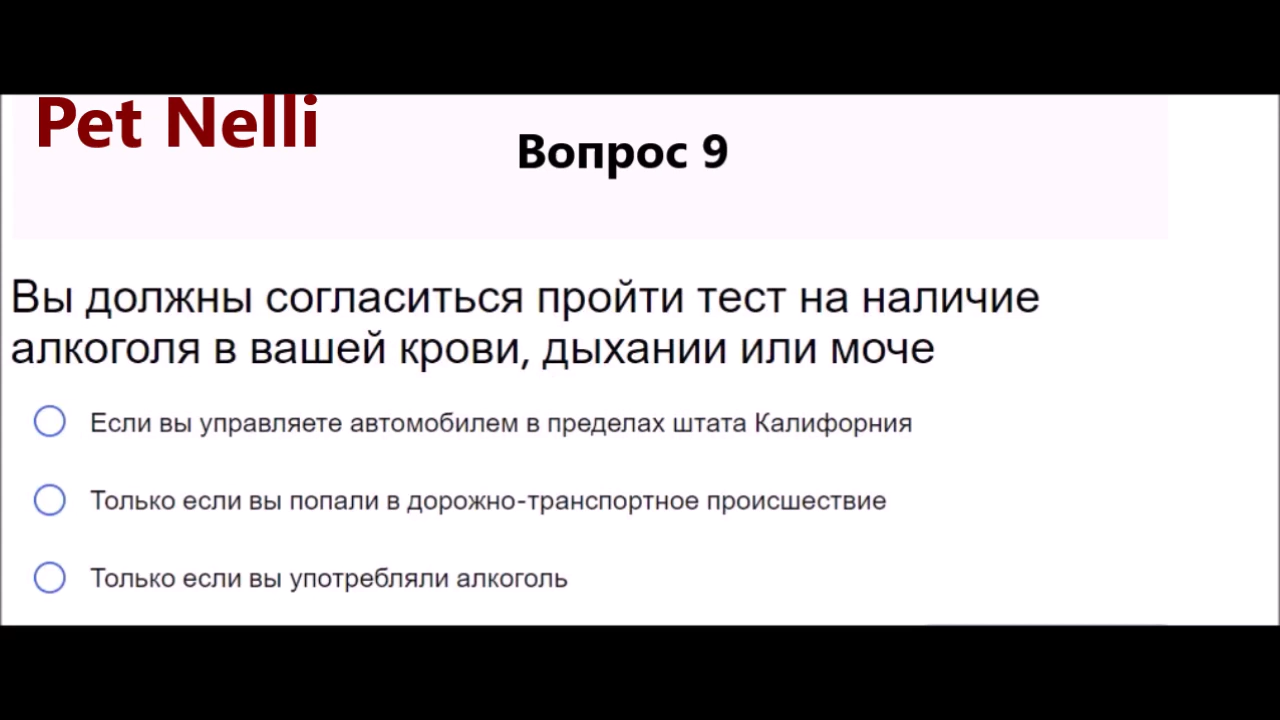 Pet Nelli
Вопрос 9
Вы должны согласиться пройти тест на наличие
алкоголя в вашей крови, дыхании или моче
Если вы управляете автомобилем в пределах штата Калифорния
Только если вы попали в дорожно-транспортное происшествие
Только если вы употребляли алкоголь